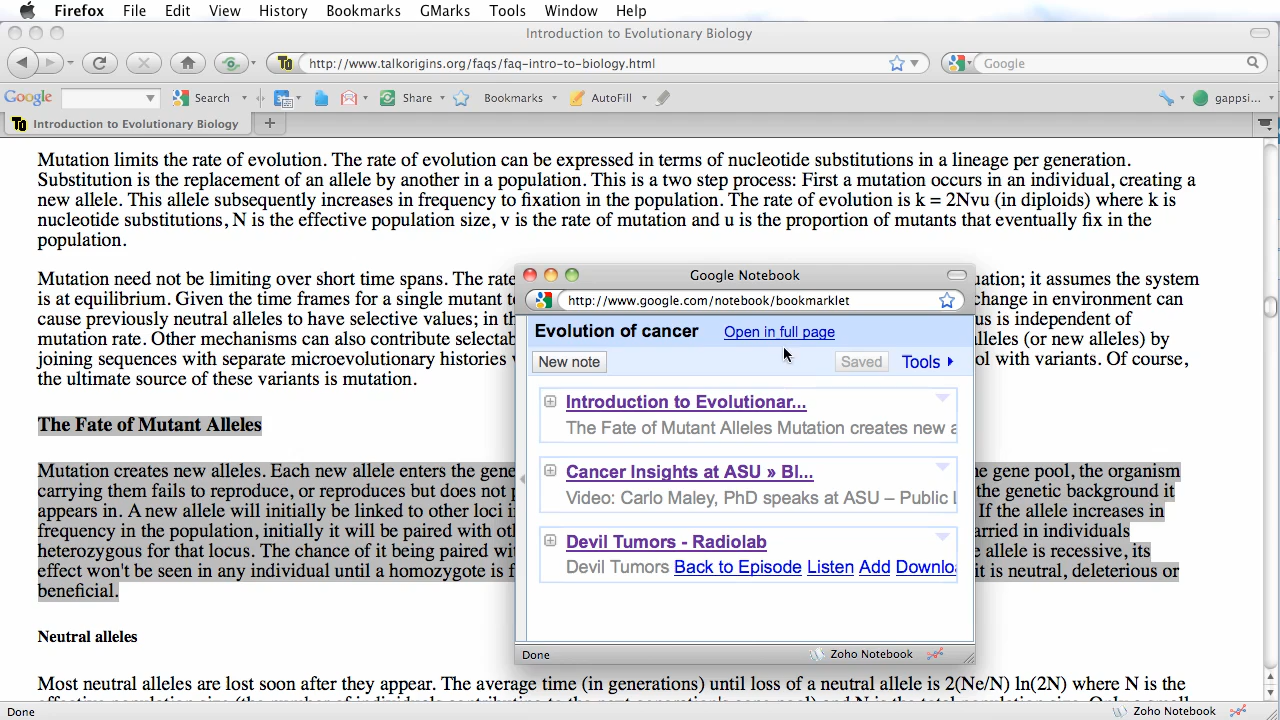 Firefox File Edit View History Bookmarks GMarks Tools Window Help
Introduction to Evolutionary Biology
http://www.talkorigins.org/faqs/faq-intro-to-biology.html Google
Google Search Share Bookmarks AutoFill gappsi...
Introduction to Evolutionary Biology
Mutation limits the rate of evolution. The rate of evolution can be expressed in terms of nucleotide substitutions in a lineage per generation.
Substitution is the replacement of an allele by another in a population. This is a two step process: First a mutation occurs in an individual, creating a
new allele. This allele subsequently increases in frequency to fixation in the population. The rate of evolution is k = 2Nvu (in diploids) where k is
nucleotide substitutions, N is the effective population size, v is the rate of mutation and u is the proportion of mutants that eventually fix in the
population.
Mutation need not be limiting over short time spans. The rate
is at equilibrium. Given the time frames for a single mutant t
cause previously neutral alleles to have selective values; in th
mutation rate. Other mechanisms can also contribute selectab
joining sequences with separate microevolutionary histories
the ultimate source of these variants is mutation.
uation; it assumes the system
change in environment can
us is independent of
alleles (or new alleles) by
ol with variants. Of course,
The Fate of Mutant Alleles
Mutation creates new alleles. Each new allele enters the gene
carrying them fails to reproduce, or reproduces but does not p
appears in. A new allele will initially be linked to other loci i
frequency in the population, initially it will be paired with oth
heterozygous for that locus. The chance of it being paired wi
effect won't be seen in any individual until a homozygote is f
beneficial.
he gene pool, the organism
the genetic background it
If the allele increases in
arried in individuals
e allele is recessive, its
it is neutral, deleterious or
Neutral alleles
Most neutral alleles are lost soon after they appear. The average time (in generations) until loss of a neutral allele is 2(Ne/N) ln(2N) where N is the
Google Notebook
http://www.google.com/notebook/bookmarklet
Evolution of cancer Open in full page
New note Saved Tools
Introduction to Evolutionar...
The Fate of Mutant Alleles Mutation creates new a
Cancer Insights at ASU » Bl...
Video: Carlo Maley, PhD speaks at ASU – Public L
Devil Tumors - Radiolab
Devil Tumors Back to Episode Listen Add Downlo
Done Zoho Notebook
Done Zoho Notebook